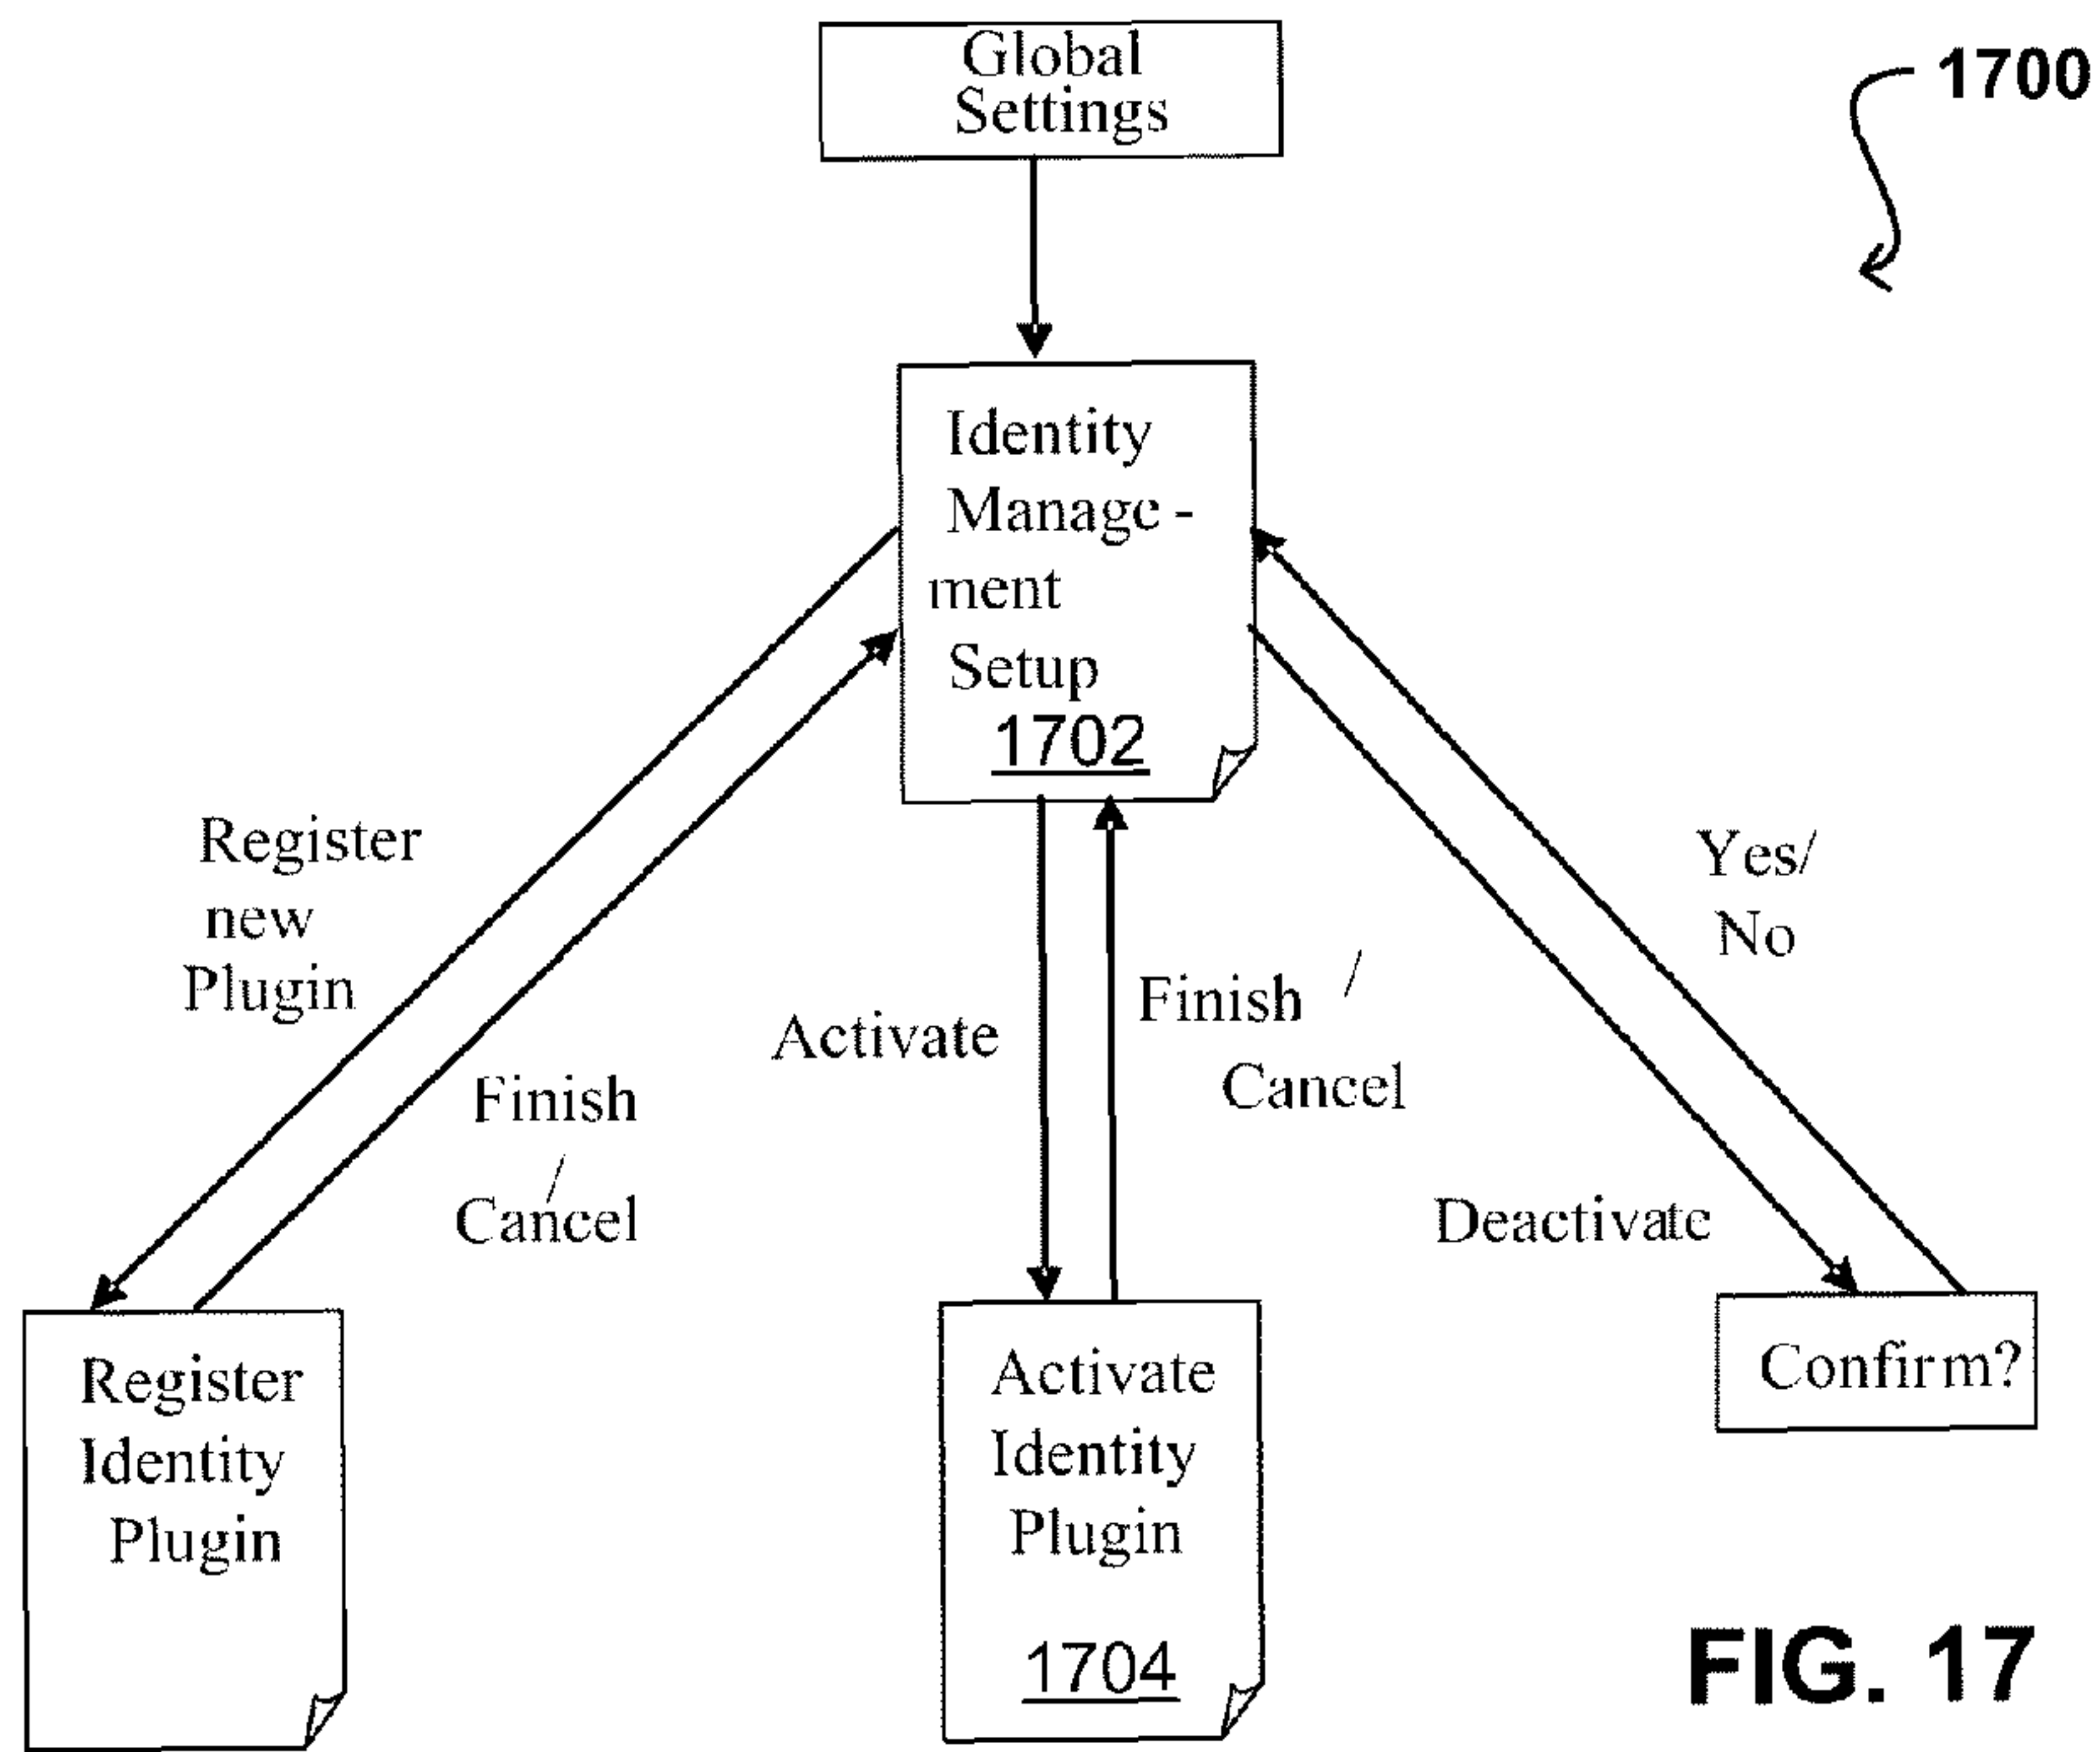 Global
Settings
1700
Identity
Manage -
ment
Setup
1702
Register
new
Plugin
Finish
/
Cancel
Activate
Finish /
Cancel
Yes/
No
Deactivate
Register
Identity
Plugin
Activate
Identity
Plugin
1704
Confirm?
FIG. 17